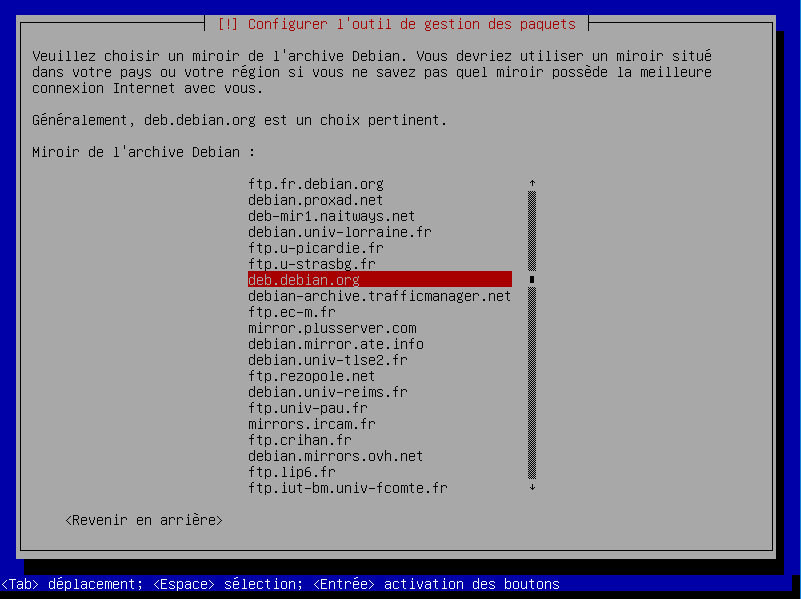 [!] Configurer l'outil de gestion des paquets
Veuillez choisir un miroir de l'archive Debian. Vous devriez utiliser un miroir situé
dans votre pays ou votre région si vous ne savez pas quel miroir possède la meilleure
connexion Internet avec vous.
Généralement, deb.debian.org est un choix pertinent.
Miroir de l'archive Debian :
ftp.fr.debian.org
debian.proxad.net
deb-mir1.naitways.net
debian.univ-lorraine.fr
ftp.u-picardie.fr
ftp.u-strasbg.fr
deb.debian.org
debian-archive.trafficmanager.net
ftp.ec-m.fr
mirror.plusserver.com
debian.mirror.ate.info
debian.univ-tlse2.fr
ftp.rezopole.net
debian.univ-reims.fr
ftp.univ-pau.fr
mirrors.ircam.fr
ftp.crihan.fr
debian.mirrors.ovh.net
ftp.lip6.fr
ftp.iut-bm.univ-fcomte.fr
<Revenir en arrière>
<Tab> déplacement; <Espace> sélection; <Entrée> activation des boutons